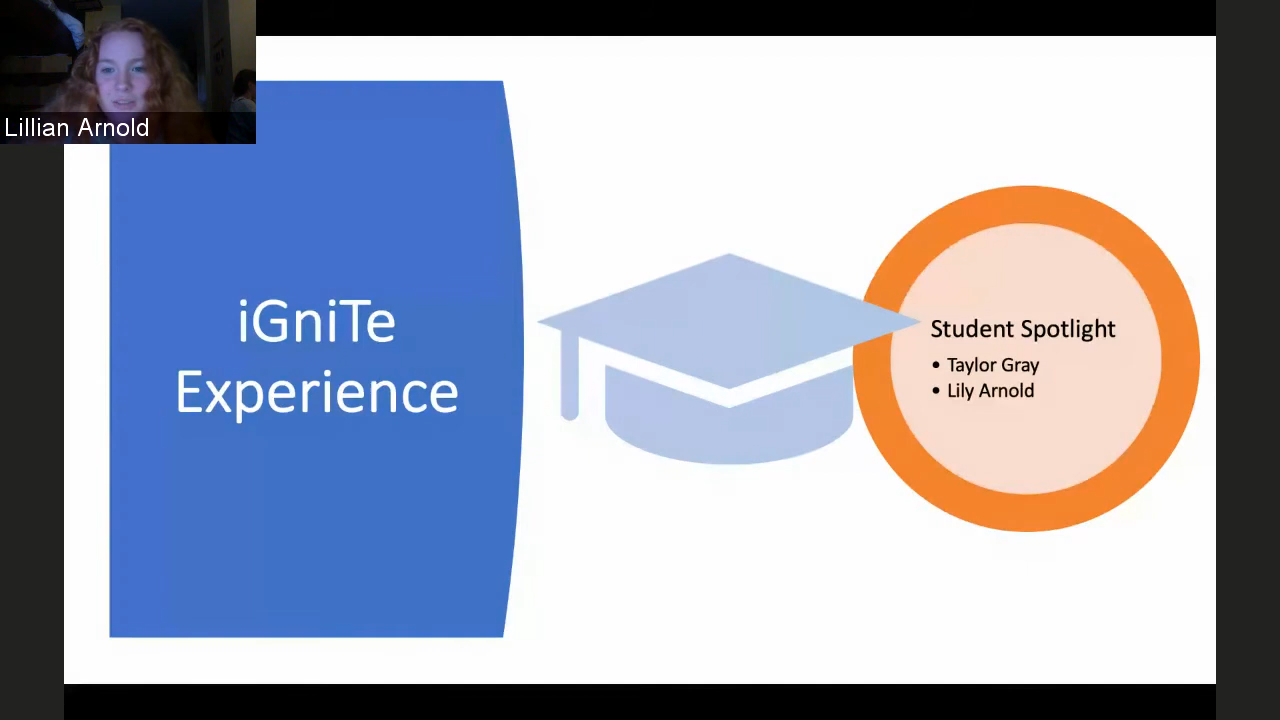 Lillian Arnold
iGniTe
Experience
Student Spotlight
• Taylor Gray
• Lily Arnold